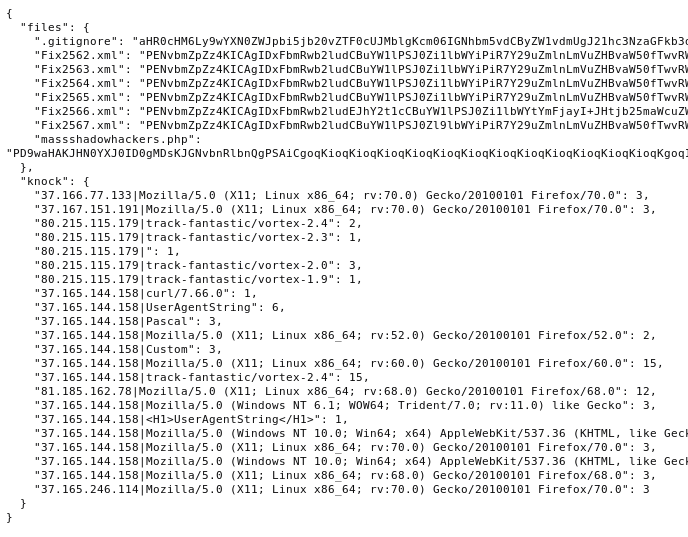 {
"files": {
".gitignore": "aHR0cHM6Ly9wYXN0ZWJpbi5jb20vZTF0cUJMblgKcm06IGNhbm5vdCByZW1vdmUgJ21hc3NzaGFkb3
"Fix2562.xml": "PENvbmZpZz4KICAgIDxFbmRwb2ludCBuYW1lPSJ0Zi1lbWYiPiR7Y29uZmlnLmVuZHBvaW50fTwvRW
"Fix2563.xml": "PENvbmZpZz4KICAgIDxFbmRwb2ludCBuYW1lPSJ0Zi1lbWYiPiR7Y29uZmlnLmVuZHBvaW50fTwvRW
"Fix2564.xml": "PENvbmZpZz4KICAgIDxFbmRwb2ludCBuYW1lPSJ0Zi1lbWYiPiR7Y29uZmlnLmVuZHBvaW50fTwvRW
"Fix2565.xml": "PENvbmZpZz4KICAgIDxFbmRwb2ludCBuYW1lPSJ0Zi1lbWYiPiR7Y29uZmlnLmVuZHBvaW50fTwvRW
"Fix2566.xml": "PENvbmZpZz4KICAgIDxFbmRwb2ludEJhY2t1cCBuYW1lPSJ0Zi1lbWYtYmFjayI+JHtjb25maWcuZW
"Fix2567.xml": "PENvbmZpZz4KICAgIDxFbmRwb2ludCBuYW1lPSJ0Zl9lbWYiPiR7Y29uZmlnLmVuZHBvaW50fTwvRW
"massshadowhackers.php":
"PD9waHAKJHN0YXJ0ID0gMDsKJGNvbnRlbnQgPSAiCgoqKioqKioqKioqKioqKioqKioqKioqKioqKioqKioqKioqKioqKgoqI
},
"knock": {
"37.166.77.133|Mozilla/5.0 (X11; Linux x86_64; rv:70.0) Gecko/20100101 Firefox/70.0": 3,
"37.167.151.191|Mozilla/5.0 (X11; Linux x86_64; rv:70.0) Gecko/20100101 Firefox/70.0": 3,
"80.215.115.179|track-fantastic/vortex-2.4": 2,
"80.215.115.179|track-fantastic/vortex-2.3": 1,
"80.215.115.179|": 1,
"80.215.115.179|track-fantastic/vortex-2.0": 3,
"80.215.115.179|track-fantastic/vortex-1.9": 1,
"37.165.144.158|curl/7.66.0": 1,
"37.165.144.158|UserAgentString": 6,
"37.165.144.158|Pascal": 3,
"37.165.144.158|Mozilla/5.0 (X11; Linux x86_64; rv:52.0) Gecko/20100101 Firefox/52.0": 2,
"37.165.144.158|Custom": 3,
"37.165.144.158|Mozilla/5.0 (X11; Linux x86_64; rv:60.0) Gecko/20100101 Firefox/60.0": 15,
"37.165.144.158|track-fantastic/vortex-2.4": 15,
"81.185.162.78|Mozilla/5.0 (X11; Linux x86_64; rv:68.0) Gecko/20100101 Firefox/68.0": 12,
"37.165.144.158|Mozilla/5.0 (Windows NT 6.1; WOW64; Trident/7.0; rv:11.0) like Gecko": 3,
"37.165.144.158|<H1>UserAgentString</H1>": 1,
"37.165.144.158|Mozilla/5.0 (Windows NT 10.0; Win64; x64) AppleWebKit/537.36 (KHTML, like Geck
"37.165.144.158|Mozilla/5.0 (X11; Linux x86_64; rv:70.0) Gecko/20100101 Firefox/70.0": 3,
"37.165.144.158|Mozilla/5.0 (Windows NT 10.0; Win64; x64) AppleWebKit/537.36 (KHTML, like Geck
"37.165.144.158|Mozilla/5.0 (X11; Linux x86_64; rv:68.0) Gecko/20100101 Firefox/68.0": 3,
"37.165.246.114|Mozilla/5.0 (X11; Linux x86_64; rv:70.0) Gecko/20100101 Firefox/70.0": 3
}
}